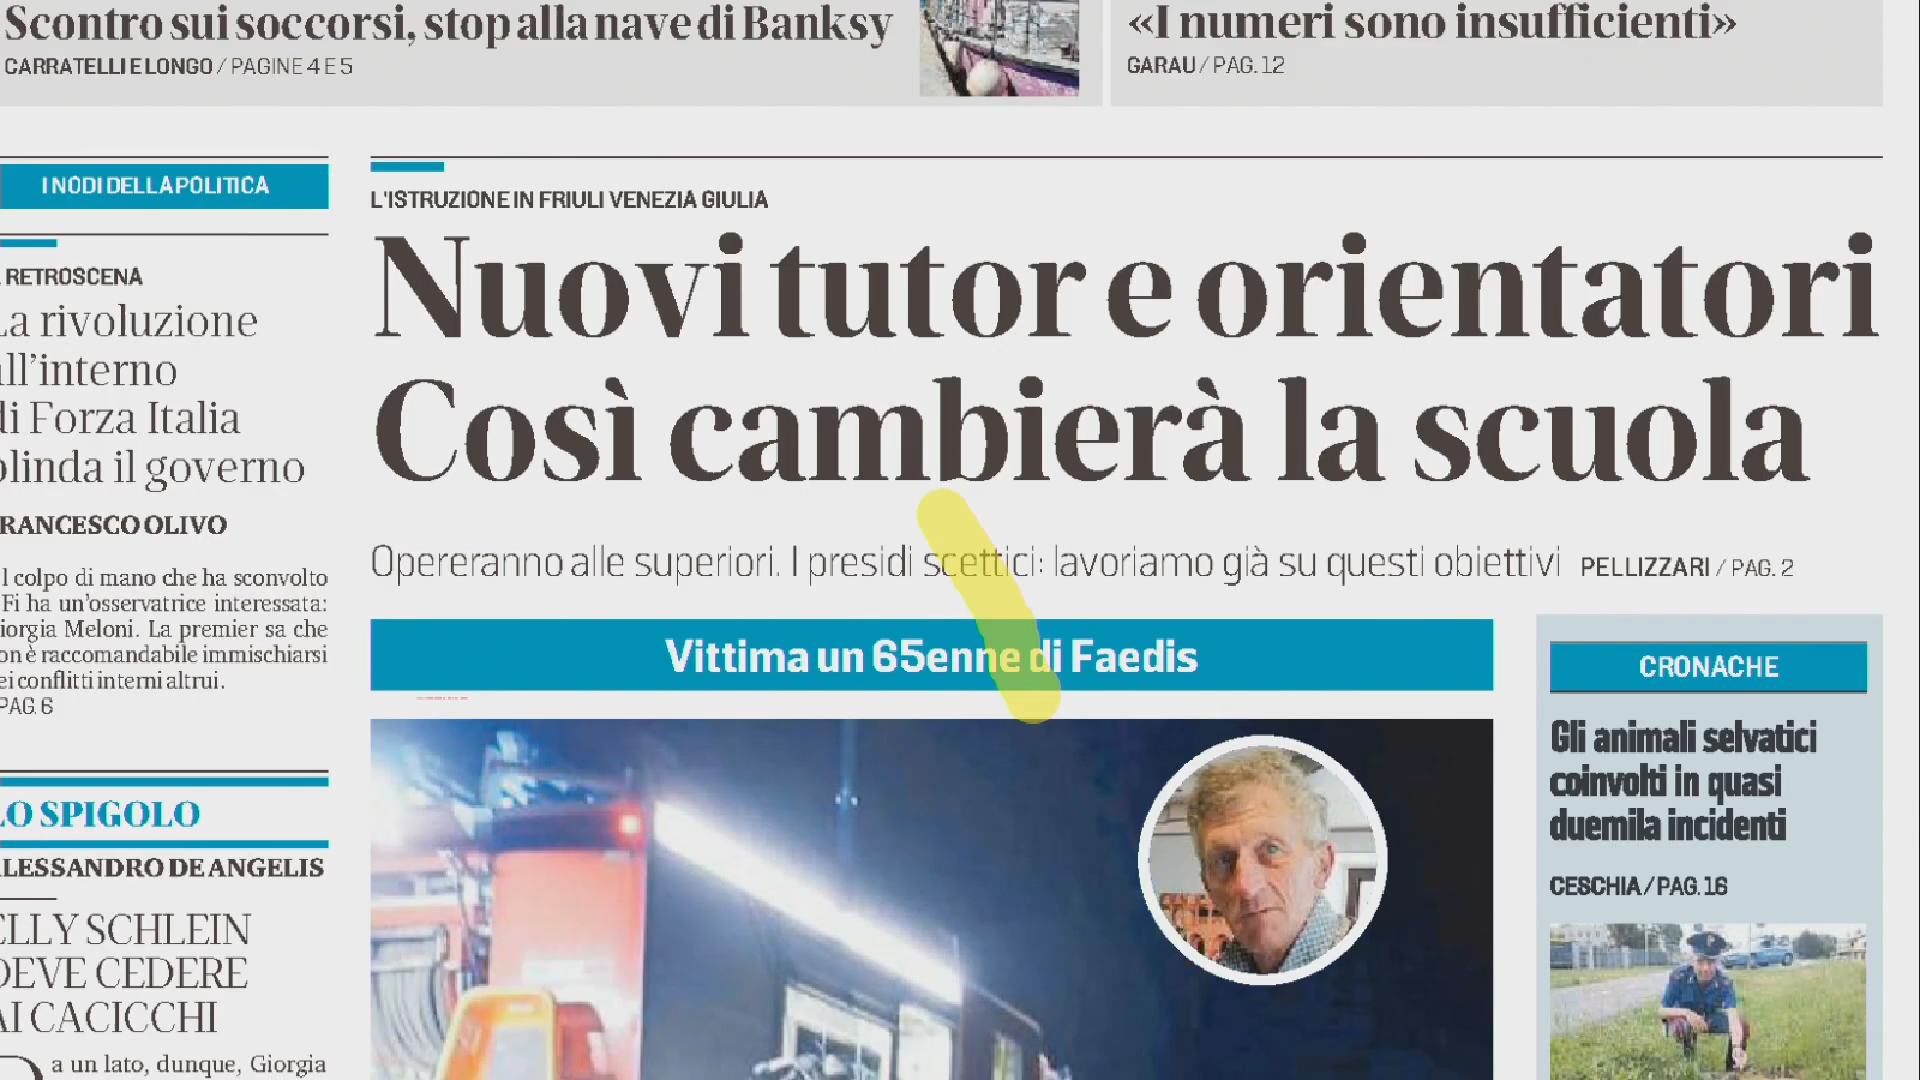 Scontro sui soccorsi, stop alla nave di Banksy
CARRATELLI E LONGO / PAGINE 4 E 5
«I numeri sono insufficienti»
GARAU / PAG. 12
I NODI DELLA POLITICA
RETROSCENA
La rivoluzione
all'interno
di Forza Italia
blinda il governo
FRANCESCO OLIVO
l colpo di mano che ha sconvolto
Fi ha un'osservatrice interessata:
iorgia Meloni. La premier sa che
on è raccomandabile immischiarsi
ei conflitti interni altrui.
PAG. 6
LO SPIGOLO
ALESSANDRO DE ANGELIS
ELLY SCHLEIN
DEVE CEDERE
AI CACICCHI
a un lato, dunque, Giorgia
L'ISTRUZIONE IN FRIULI VENEZIA GIULIA
Nuovi tutor e orientatori
Così cambierà la scuola
Opereranno alle superiori. I presidi scettici: lavoriamo già su questi obiettivi PELLIZZARI / PAG. 2
Vittima un 65enne di Faedis
CRONACHE
Gli animali selvatici
coinvolti in quasi
duemila incidenti
CESCHIA / PAG. 16